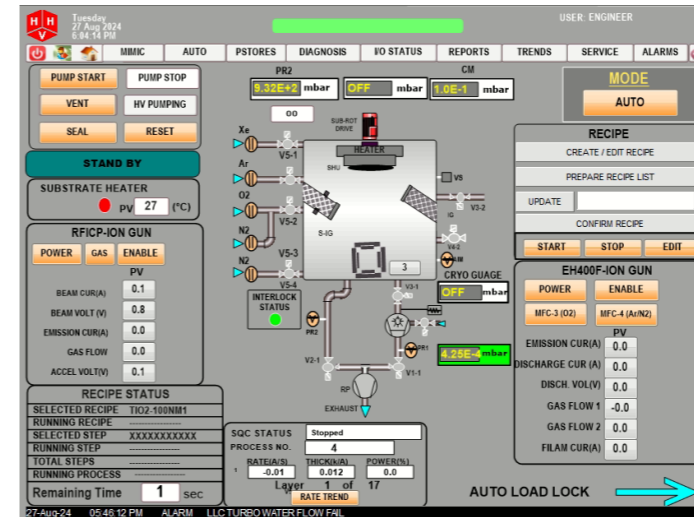 H H V
Tuesday
27 Aug 2024
6:04:14 PM
USER: ENGINEER
MIMIC AUTO PSTORES DIAGNOSIS I/O STATUS REPORTS TRENDS SERVICE ALARMS
PUMP START PUMP STOP
VENT HV PUMPING
SEAL RESET
STAND BY
SUBSTRATE HEATER
PV 27 (°C)
RFICP-ION GUN
POWER GAS ENABLE
PV
BEAM CUR(A) 0.1
BEAM VOLT (V) 0.8
EMISSION CUR(A) 0.0
GAS FLOW 0.0
ACCEL VOLT(V) 0.1
RECIPE STATUS
SELECTED RECIPE TIO2-100NM1
RUNNING RECIPE --------------------
SELECTED STEP XXXXXXXXXXX
RUNNING STEP --------------------
TOTAL STEPS --------------------
RUNNING PROCESS --------------------
Remaining Time 1 sec
PR2
9.32E+2 mbar
OFF mbar
CM
1.0E-1 mbar
00
SUB-ROT
DRIVE
HEATER
SHU
S-IG
Xe
V5-1
Ar
O2
V5-2
N2
V5-3
N2
V5-4
VS
IG
V3-2
V4-2
AIM
3
V3-1
CRYO GUAGE
OFF mbar
INTERLOCK
STATUS
PR2
V2-1
PR1
V1-1
4.25E-4 mbar
RP
EXHAUST
SQC STATUS Stopped
PROCESS NO. 4
RATE(A/S) THICK(k/A) POWER(%)
1 -0.01 0.012 0.0
Layer 1 of 17
RATE TREND
MODE
AUTO
RECIPE
CREATE / EDIT RECIPE
PREPARE RECIPE LIST
UPDATE
CONFIRM RECIPE
START STOP EDIT
EH400F-ION GUN
POWER ENABLE
MFC-3 (O2) MFC-4 (Ar/N2)
PV
EMISSION CUR(A) 0.0
DISCHARGE CUR (A) 0.0
DISCH. VOL(V) 0.0
GAS FLOW 1 -0.0
GAS FLOW 2 0.0
FILAM CUR(A) 0.0
AUTO LOAD LOCK
27-Aug-24 05:46:12 PM ALARM LLC TURBO WATER FLOW FAIL